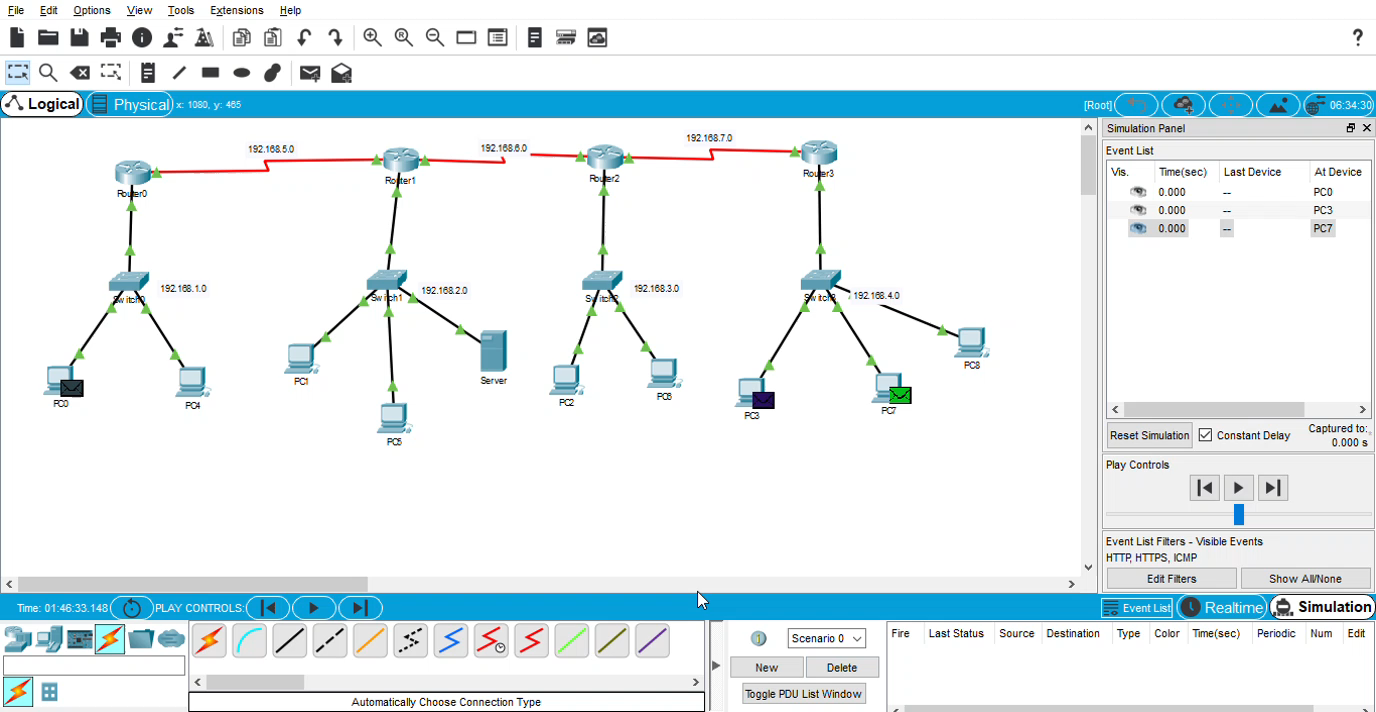 File Edit Options View Tools Extensions Help
?
Logical Physical x: 1080, y: 465 [Root] 06:34:30
Simulation Panel
Event List
Vis. Time(sec) Last Device At Device
0.000 -- PC0
0.000 -- PC3
0.000 -- PC7
192.168.5.0 192.168.6.0 192.168.7.0
Router0 Router1 Router2 Router3
Switch0 192.168.1.0 Switch1 192.168.2.0 Switch2 192.168.3.0 Switch3 192.168.4.0
PC0 PC4 PC1 Server PC2 PC6 PC3 PC7 PC8
PC5
Reset Simulation Constant Delay Captured to:
0.000 s
Play Controls
Event List Filters - Visible Events
HTTP, HTTPS, ICMP
Edit Filters Show All/None
Time: 01:46:33.148 PLAY CONTROLS: Event List Realtime Simulation
Scenario 0
Fire Last Status Source Destination Type Color Time(sec) Periodic Num Edit
New Delete
Toggle PDU List Window
Automatically Choose Connection Type